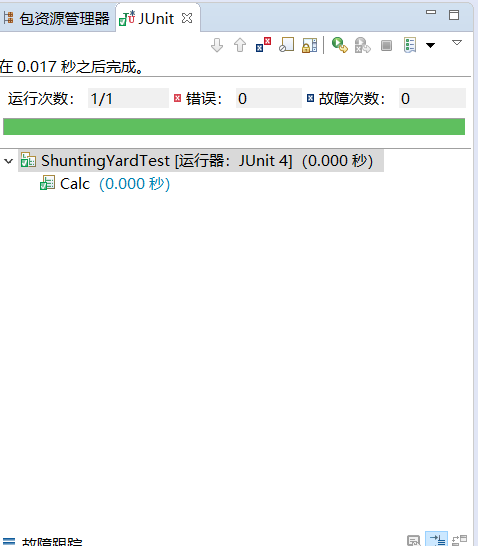 包资源管理器 JUnit
在 0.017 秒之后完成。
运行次数： 1/1 错误： 0 故障次数： 0
ShuntingYardTest [运行器：JUnit 4]（0.000 秒）
Calc（0.000 秒）
故障跟踪